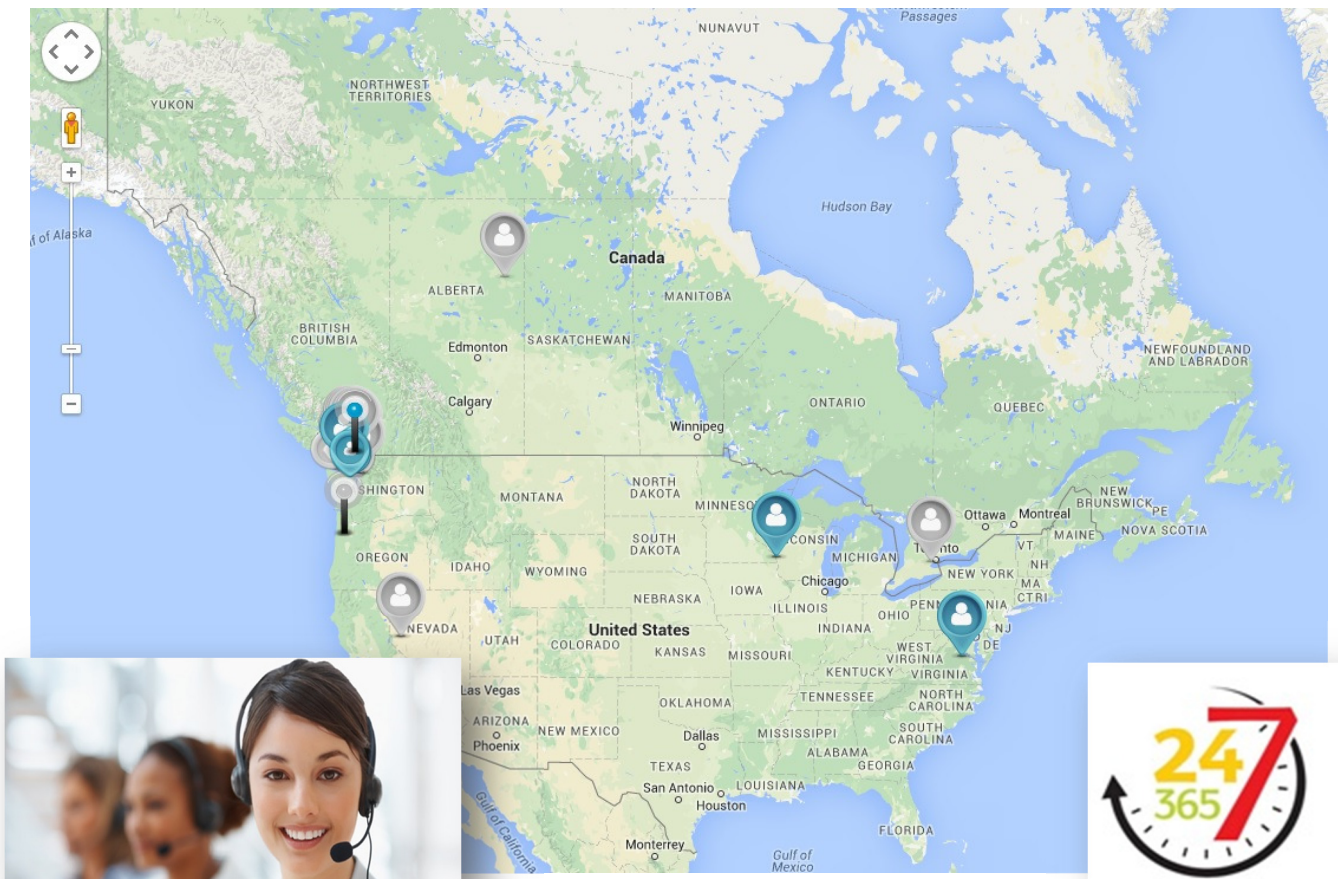 Passages
NUNAVUT
NORTHWEST
TERRITORIES
YUKON
Hudson Bay
of Alaska
Canada
ALBERTA
MANITOBA
BRITISH
COLUMBIA
Edmonton
SASKATCHEWAN
NEWFOUNDLAND
AND LABRADOR
Calgary
ONTARIO
QUEBEC
Winnipeg
NORTH
DAKOTA
MONTANA
NEW
BRUNSWICK
PE
Ottawa
Montreal
NOVA SCOTIA
MAINE
SOUTH
DAKOTA
MICHIGAN
VT
NH
OREGON
IDAHO
WYOMING
NEW YORK
MA
CT
RI
Chicago
IOWA
NEBRASKA
ILLINOIS
OHIO
INDIANA
NJ
NEVADA
UTAH
United States
COLORADO
KANSAS
MISSOURI
WEST
VIRGINIA
DE
KENTUCKY
VIRGINIA
Las Vegas
OKLAHOMA
TENNESSEE
NORTH
CAROLINA
ARIZONA
NEW MEXICO
Phoenix
Dallas
MISSISSIPPI
SOUTH
CAROLINA
ALABAMA
GEORGIA
TEXAS
San Antonio
LOUISIANA
Houston
Gulf of California
FLORIDA
Monterrey
Gulf of
Mexico
24 7
365